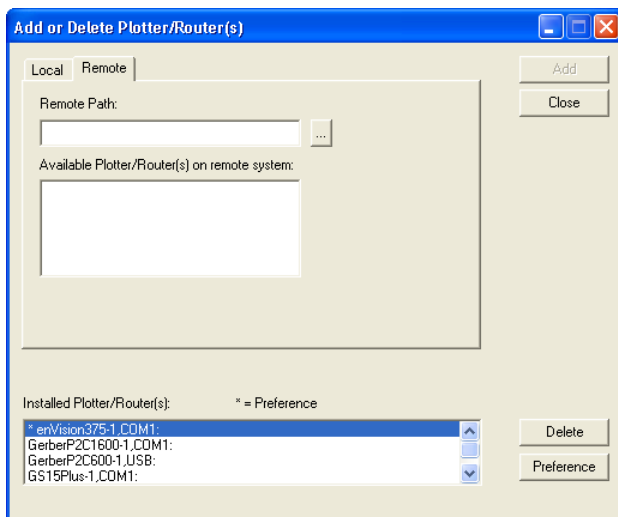 Add or Delete Plotter/Router(s)
Local
Remote
Add
Close
Remote Path:
...
Available Plotter/Router(s) on remote system:
Installed Plotter/Router(s): * = Preference
* enVision375-1,COM1:
GerberP2C1600-1,COM1:
GerberP2C600-1,USB:
GS15Plus-1,COM1:
Delete
Preference